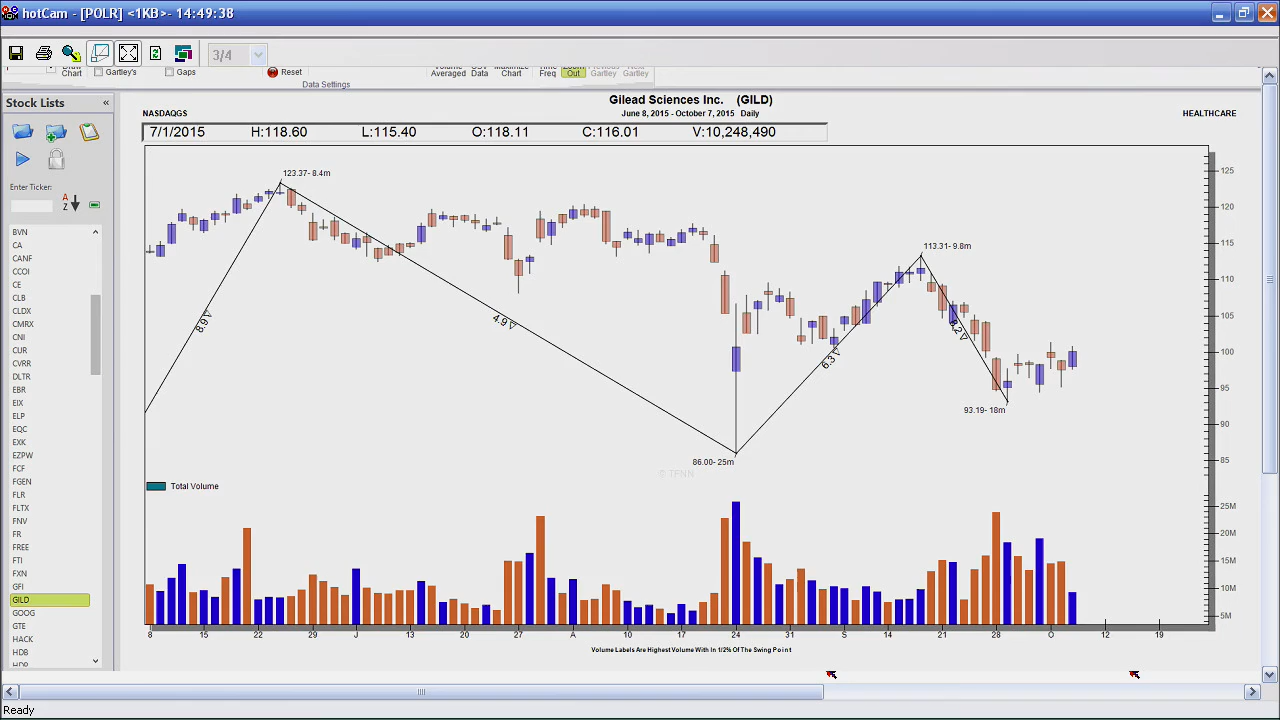 hotCam - [POLR] <1KB>- 14:49:38
3/4
Draw Chart
Gartley's
Gaps
Reset
Data Settings
Volume Averaged
CSV Data
Maximize Chart
Time Freq
Zoom Out
Previous Gartley
Next Gartley
Stock Lists «
Enter Ticker:
A Z
BVN
CA
CANF
CCOI
CE
CLB
CLDX
CMRX
CNI
CUR
CVRR
DLTR
EBR
EIX
ELP
EQC
EXK
EZPW
FCF
FGEN
FLR
FLTX
FNV
FR
FREE
FTI
FXN
GFI
GILD
GOOG
GTE
HACK
HDB
HDP
Gilead Sciences Inc. (GILD)
June 8, 2015 - October 7, 2015 Daily
NASDAQGS
HEALTHCARE
7/1/2015 H:118.60 L:115.40 O:118.11 C:116.01 V:10,248,490
123.37- 8.4m
113.31- 9.8m
8.9V
4.9V
6.3V
8.2V
93.19- 18m
86.00- 25m
© TFNN
125
120
115
110
105
100
95
90
85
Total Volume
25M
20M
15M
10M
5M
8 15 22 29 J 13 20 27 A 10 17 24 31 S 14 21 28 O 12 19
Volume Labels Are Highest Volume With In 1/2% Of The Swing Point
Ready